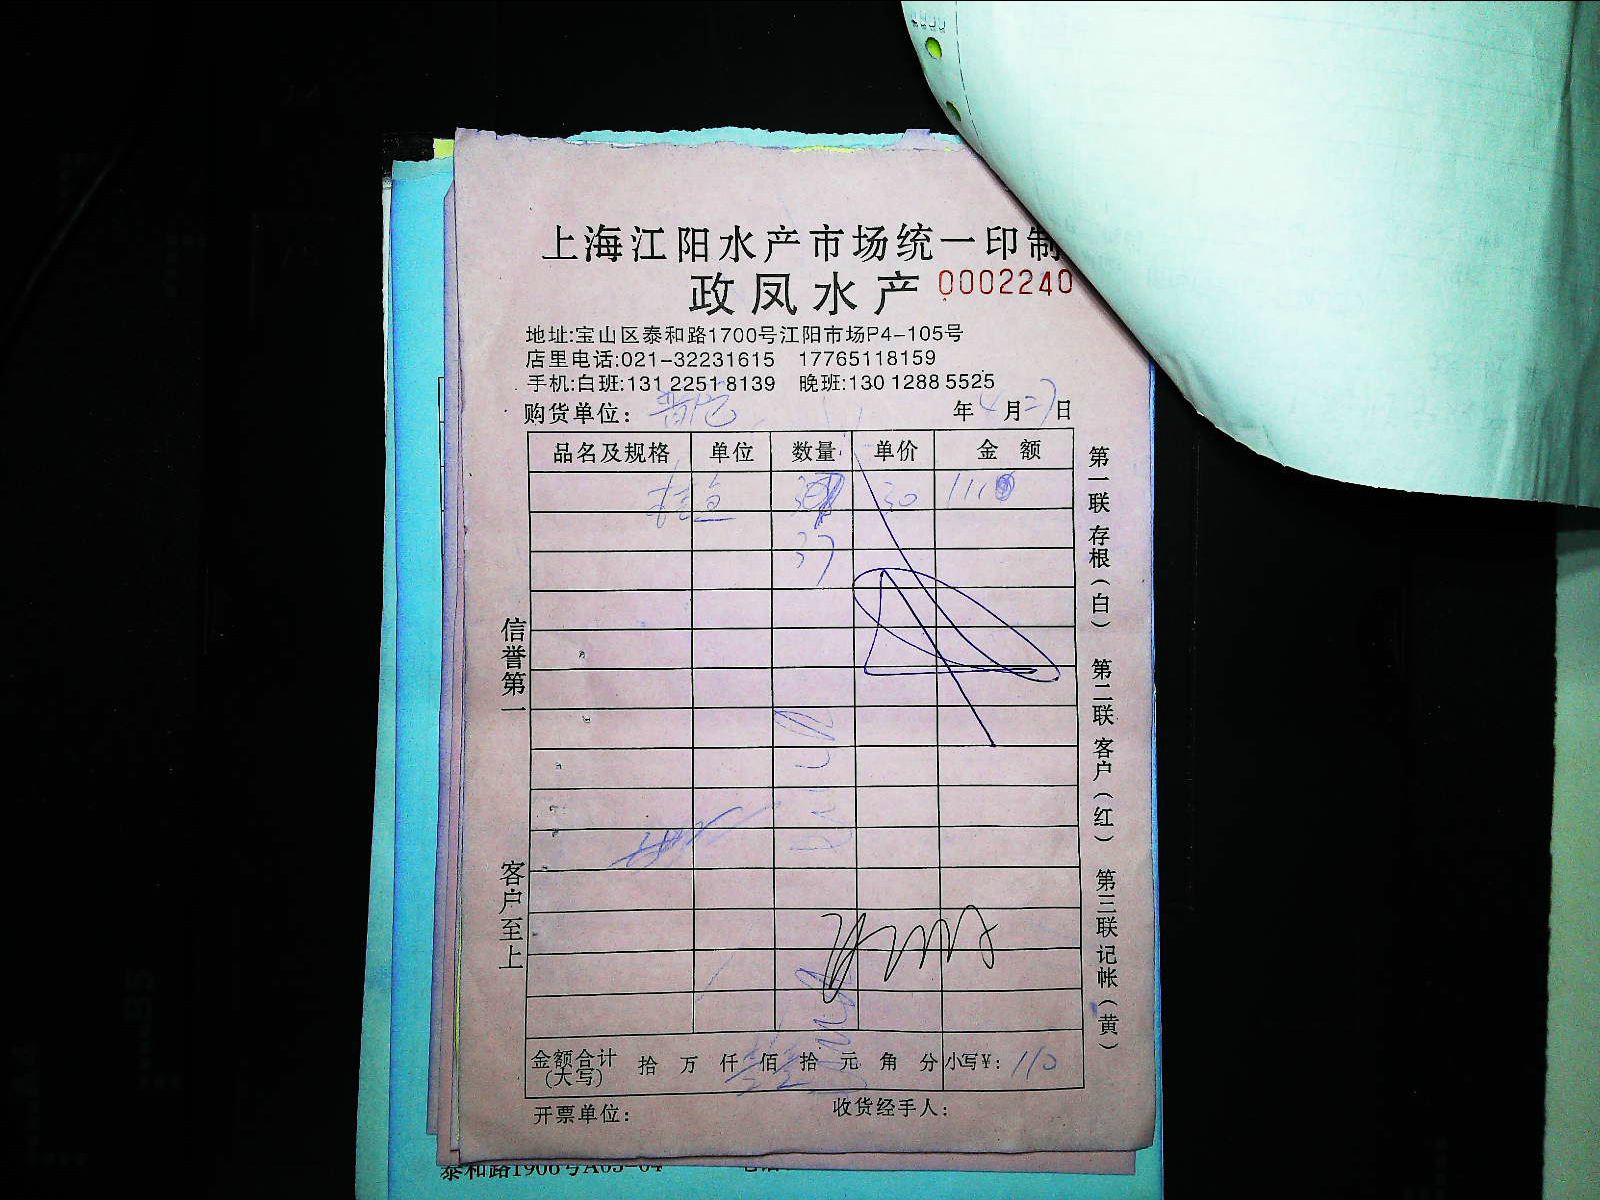 上海江阳水产市场统一印制
政凤水产 0002240
地址:宝山区泰和路1700号江阳市场P4-105号
店里电话:021-32231615 17765118159
手机:白班:131 2251 8139 晚班:130 1288 5525
购货单位: 年 4 月 27 日
品名及规格 单位 数量 单价 金额
30 1110
37
信誉第一
客户至上
第一联存根(白) 第二联客户(红) 第三联记帐(黄)
金额合计(大写) 拾 万 仟 佰 拾 元 角 分 小写¥: 110
开票单位: 收货经手人: